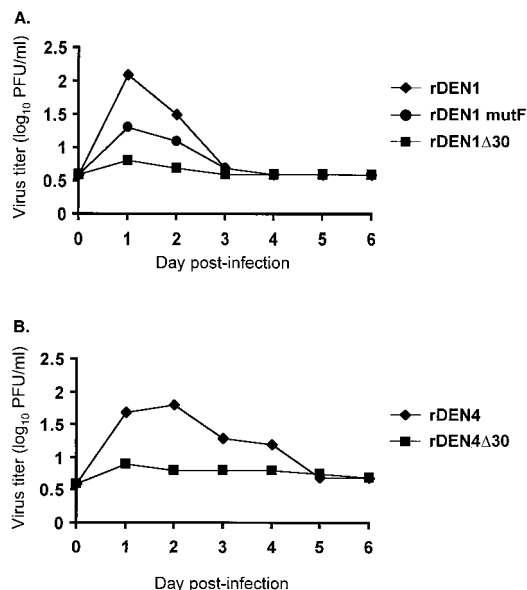 A.
Virus titer (log10 PFU/ml)
2.5
2
1.5
1
0.5
0
0 1 2 3 4 5 6
Day post-infection
rDEN1
rDEN1 mutF
rDEN1Δ30
B.
Virus titer (log10 PFU/ml)
2.5
2
1.5
1
0.5
0
0 1 2 3 4 5 6
Day post-infection
rDEN4
rDEN4Δ30